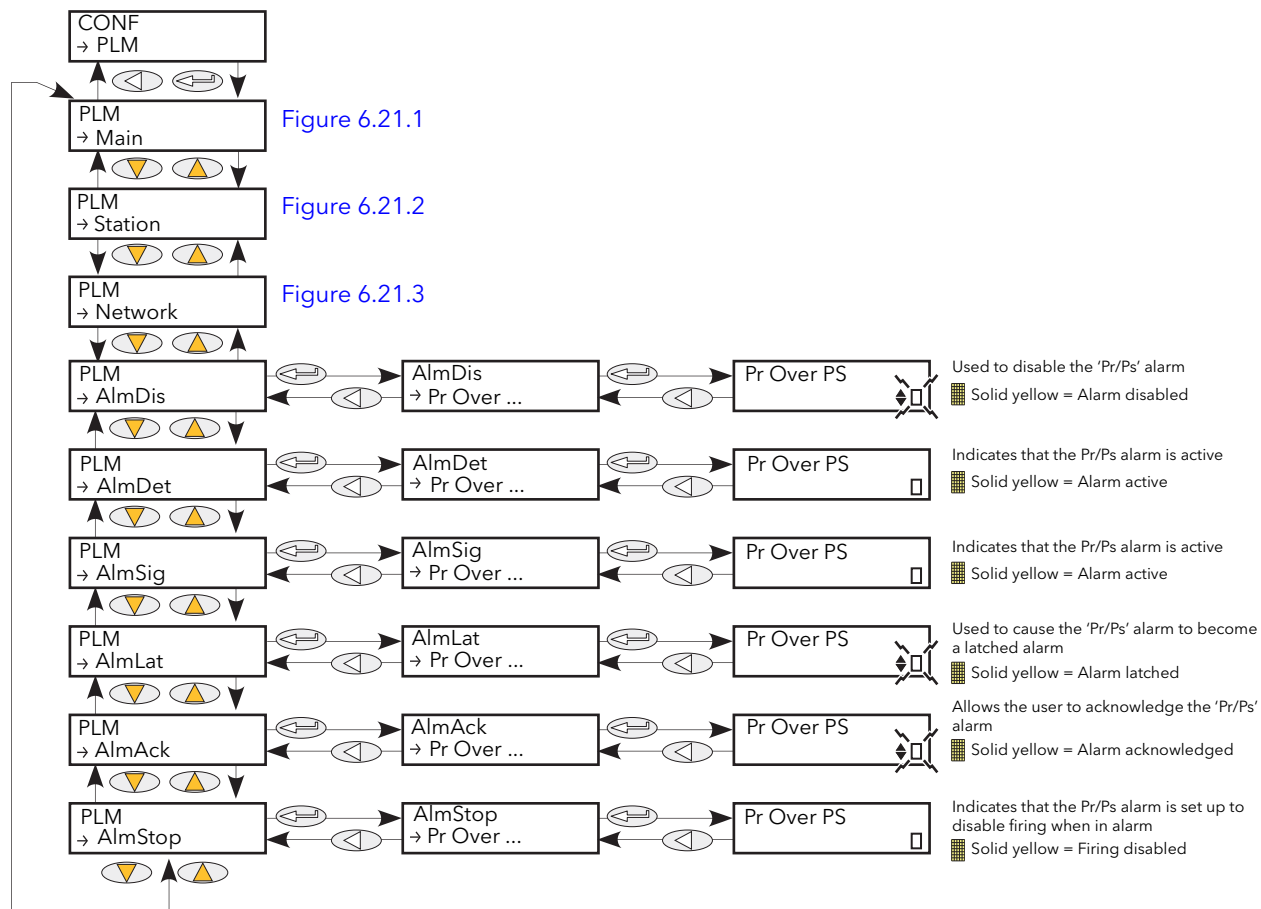 CONF
→ PLM
PLM
→ Main
Figure 6.21.1
PLM
→ Station
Figure 6.21.2
PLM
→ Network
Figure 6.21.3
PLM
→ AlmDis
AlmDis
→ Pr Over ...
Pr Over PS
Used to disable the ‘Pr/Ps’ alarm
Solid yellow = Alarm disabled
PLM
→ AlmDet
AlmDet
→ Pr Over ...
Pr Over PS
Indicates that the Pr/Ps alarm is active
Solid yellow = Alarm active
PLM
→ AlmSig
AlmSig
→ Pr Over ...
Pr Over PS
Indicates that the Pr/Ps alarm is active
Solid yellow = Alarm active
PLM
→ AlmLat
AlmLat
→ Pr Over ...
Pr Over PS
Used to cause the ‘Pr/Ps’ alarm to become
a latched alarm
Solid yellow = Alarm latched
PLM
→ AlmAck
AlmAck
→ Pr Over ...
Pr Over PS
Allows the user to acknowledge the ‘Pr/Ps’
alarm
Solid yellow = Alarm acknowledged
PLM
→ AlmStop
AlmStop
→ Pr Over ...
Pr Over PS
Indicates that the Pr/Ps alarm is set up to
disable firing when in alarm
Solid yellow = Firing disabled